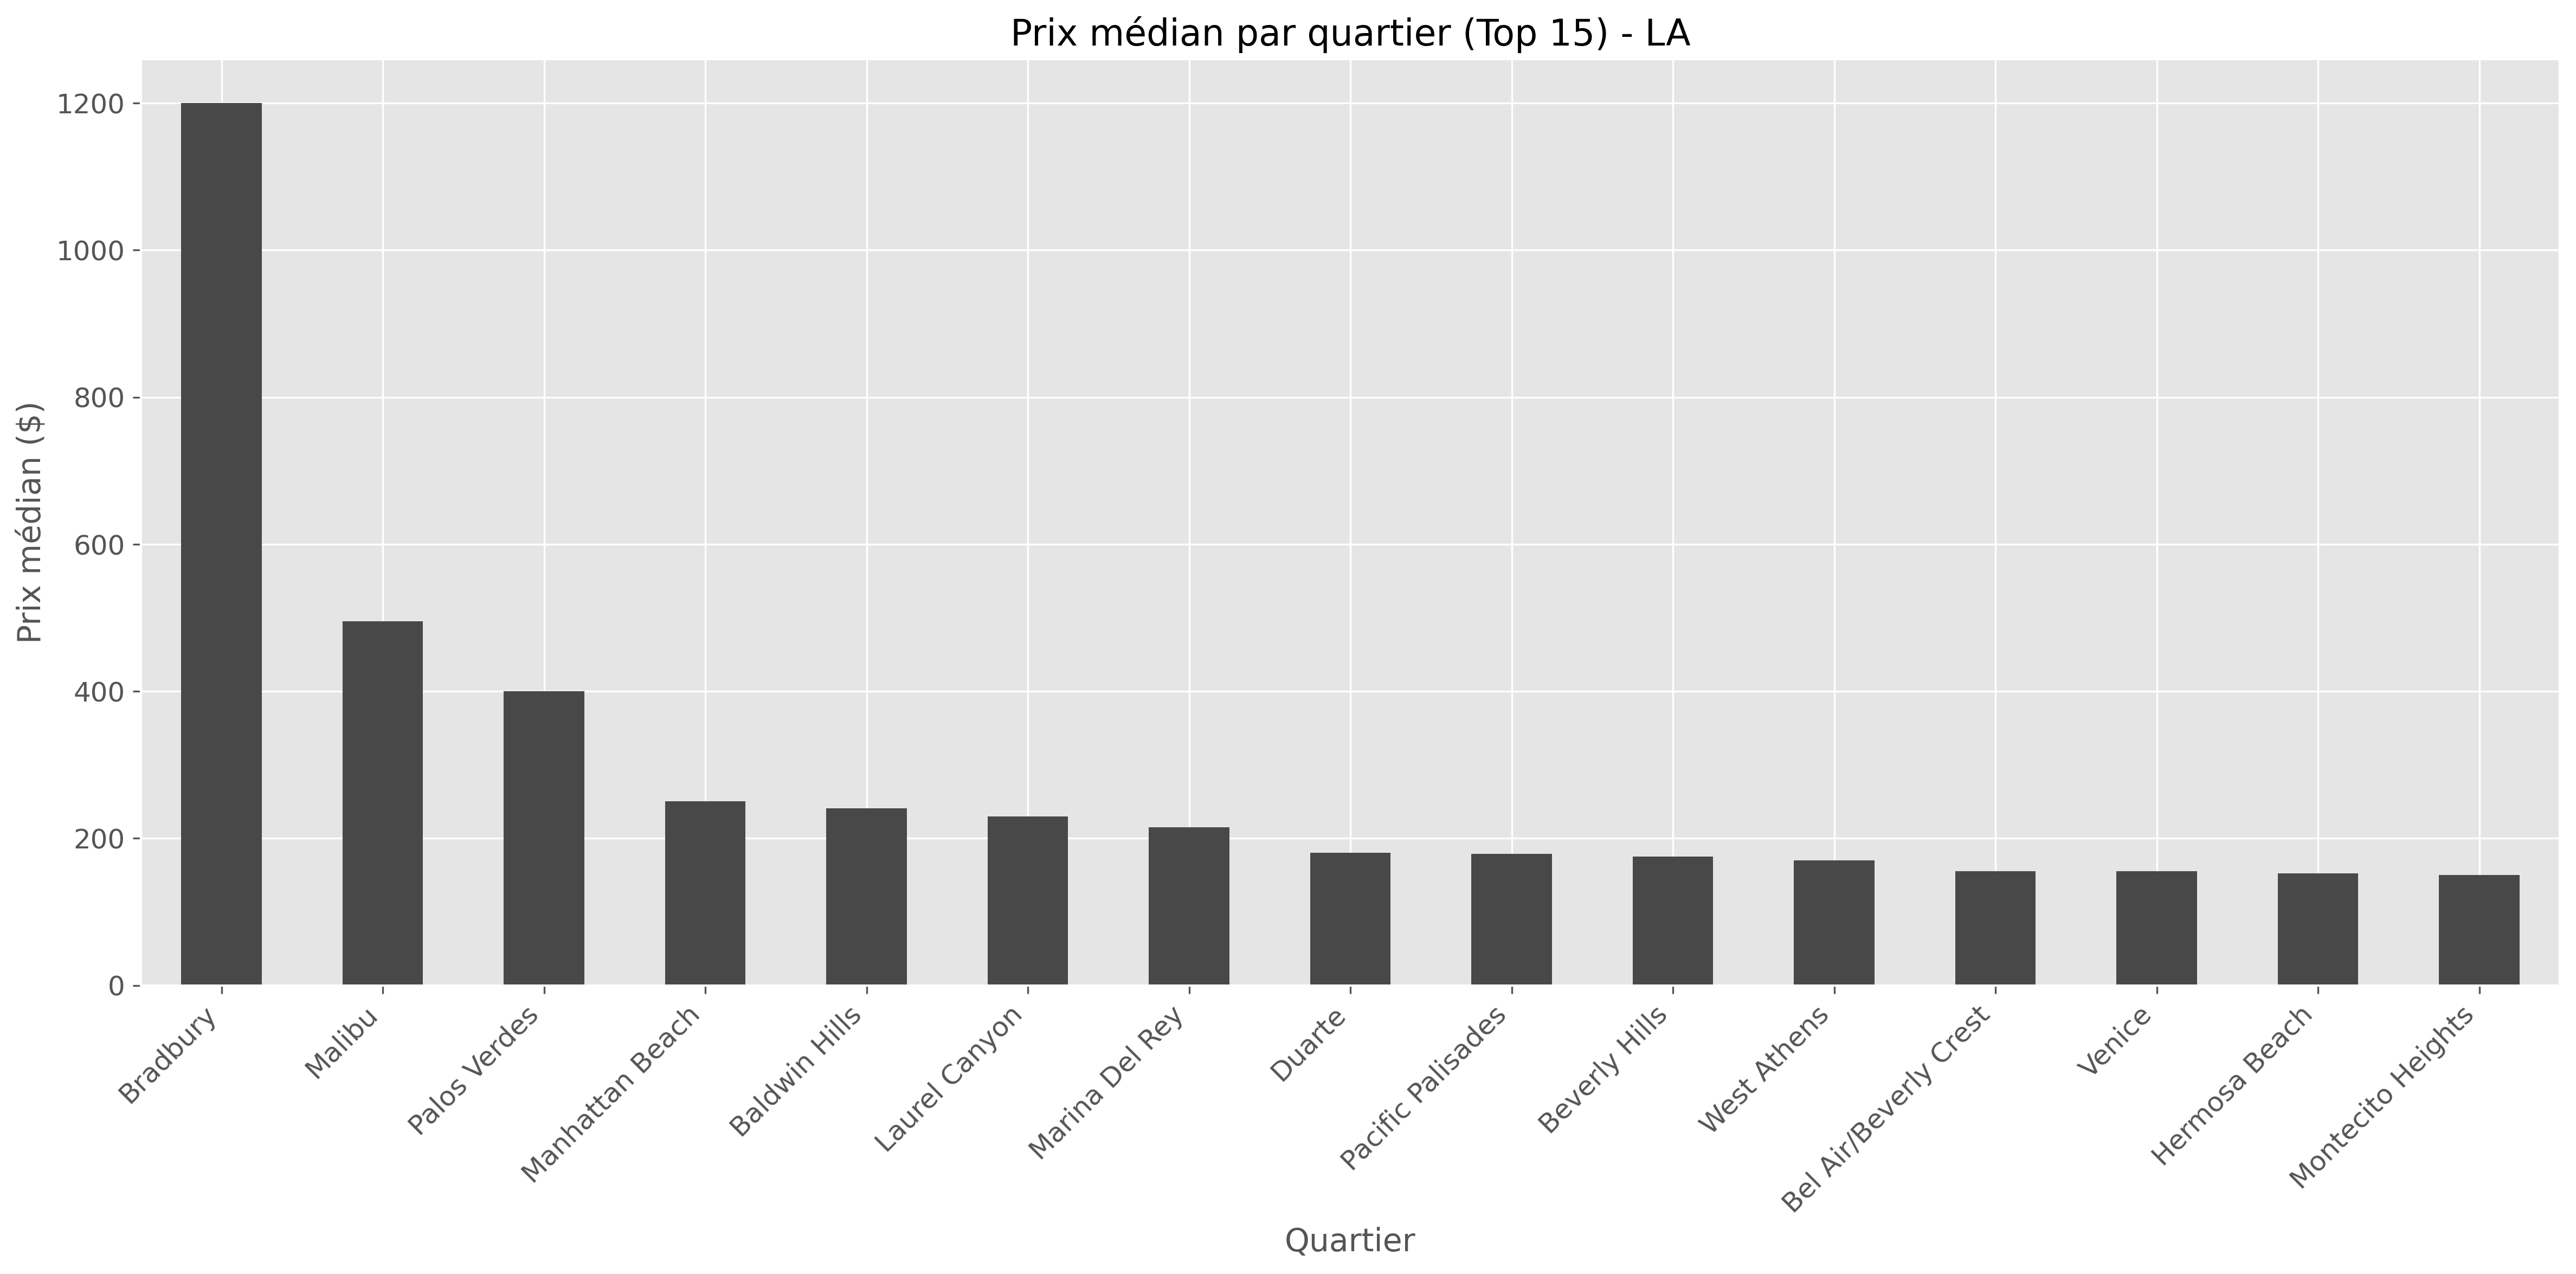 Prix médian par quartier (Top 15) - LA
Prix médian ($)
1200
1000
800
600
400
200
0
Bradbury
Malibu
Palos Verdes
Manhattan Beach
Baldwin Hills
Laurel Canyon
Marina Del Rey
Duarte
Pacific Palisades
Beverly Hills
West Athens
Bel Air/Beverly Crest
Venice
Hermosa Beach
Montecito Heights
Quartier